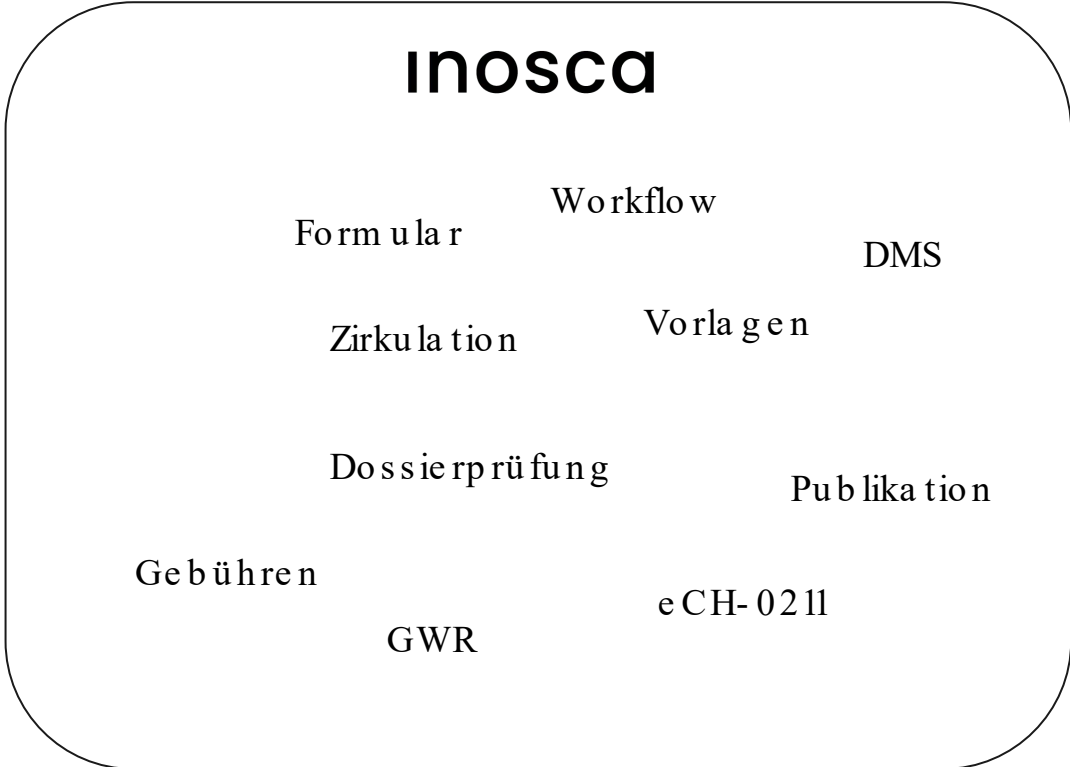 inosca
Workflow
Formular
DMS
Vorlagen
Zirkulation
Dossierprüfung
Publikation
Gebühren
eCH-0211
GWR